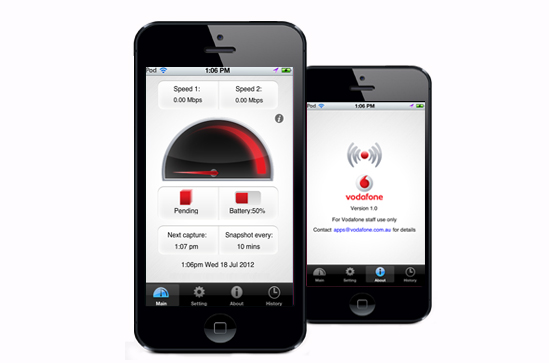 iPod 1:06 PM
Speed 1: Speed 2:
0.00 Mbps 0.00 Mbps
i
Pending Battery:50%
Next capture: Snapshot every:
1:07 pm 10 mins
1:06pm Wed 18 Jul 2012
Main Setting About History
iPod 1:06 PM
vodafone
Version 1.0
For Vodafone staff use only
Contact apps@vodafone.com.au for details
Main Setting About History